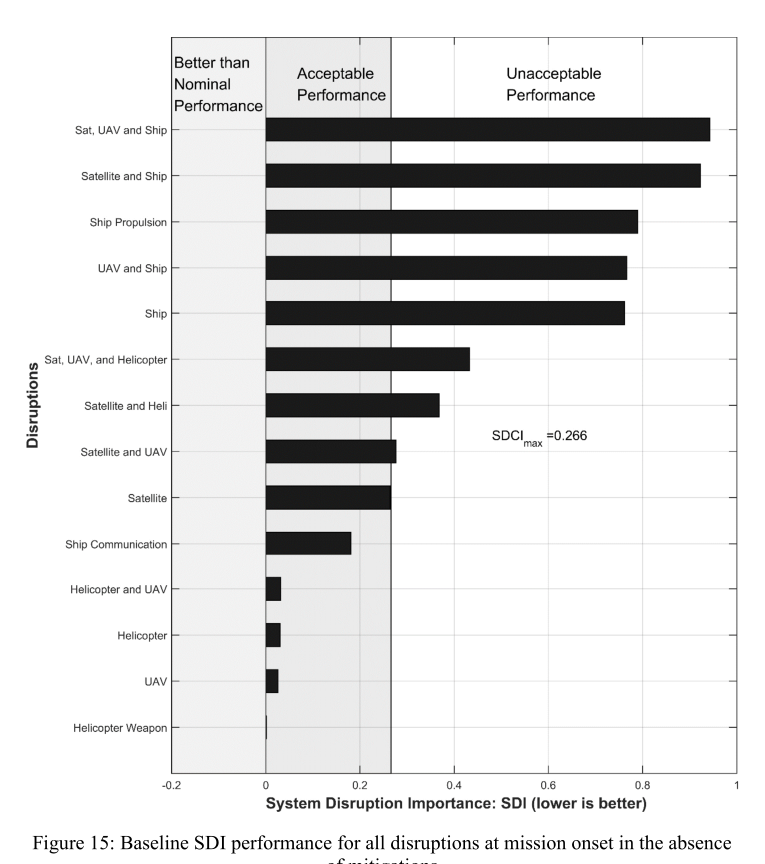 Better than
Nominal
Performance
Acceptable
Performance
Unacceptable
Performance
Sat, UAV and Ship
Satellite and Ship
Ship Propulsion
UAV and Ship
Ship
Sat, UAV, and Helicopter
Satellite and Heli
Satellite and UAV
Satellite
Ship Communication
Helicopter and UAV
Helicopter
UAV
Helicopter Weapon
Disruptions
SDCImax =0.266
-0.2 0 0.2 0.4 0.6 0.8 1
System Disruption Importance: SDI (lower is better)
Figure 15: Baseline SDI performance for all disruptions at mission onset in the absence
of mitigations